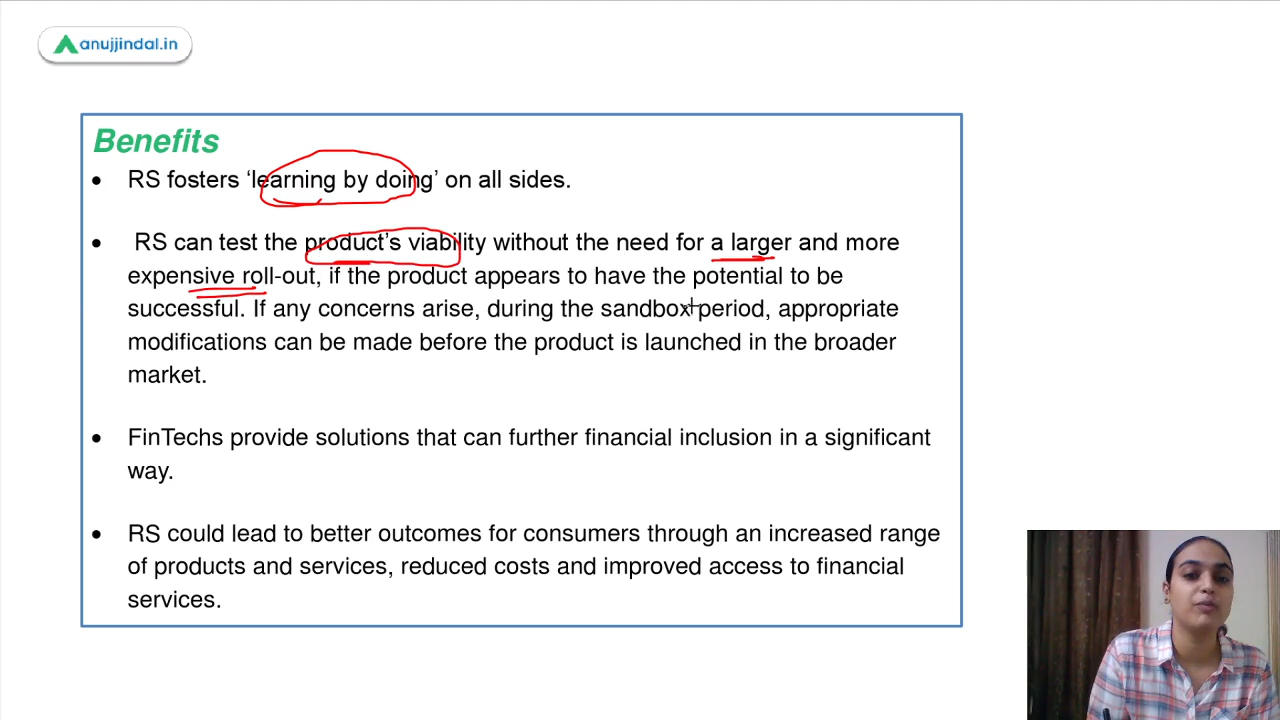 anujjindal.in
Benefits
• RS fosters ‘learning by doing’ on all sides.
• RS can test the product’s viability without the need for a larger and more
expensive roll-out, if the product appears to have the potential to be
successful. If any concerns arise, during the sandbox period, appropriate
modifications can be made before the product is launched in the broader
market.
• FinTechs provide solutions that can further financial inclusion in a significant
way.
• RS could lead to better outcomes for consumers through an increased range
of products and services, reduced costs and improved access to financial
services.